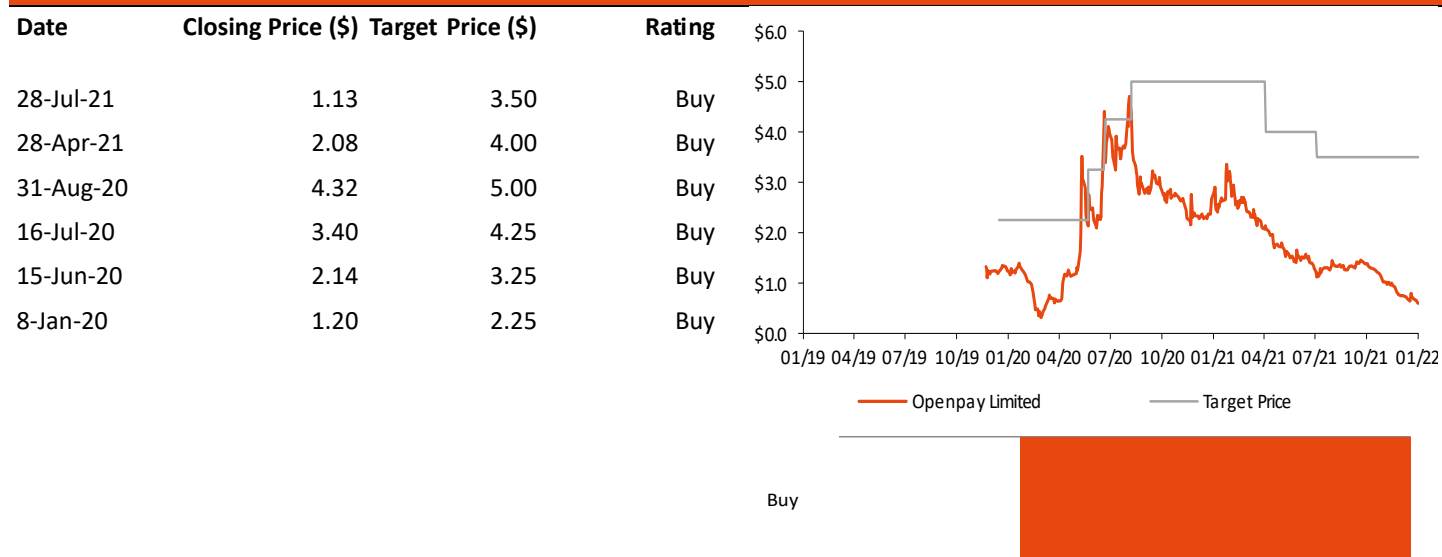 Date Closing Price ($) Target Price ($) Rating
28-Jul-21 1.13 3.50 Buy
28-Apr-21 2.08 4.00 Buy
31-Aug-20 4.32 5.00 Buy
16-Jul-20 3.40 4.25 Buy
15-Jun-20 2.14 3.25 Buy
8-Jan-20 1.20 2.25 Buy
$6.0
$5.0
$4.0
$3.0
$2.0
$1.0
$0.0
01/19 04/19 07/19 10/19 01/20 04/20 07/20 10/20 01/21 04/21 07/21 10/21 01/22
Openpay Limited Target Price
Buy